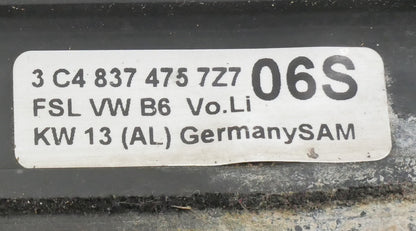 3 C4 837 475 7Z7 06S
FSL VW B6 Vo.Li
KW 13 (AL) GermanySAM